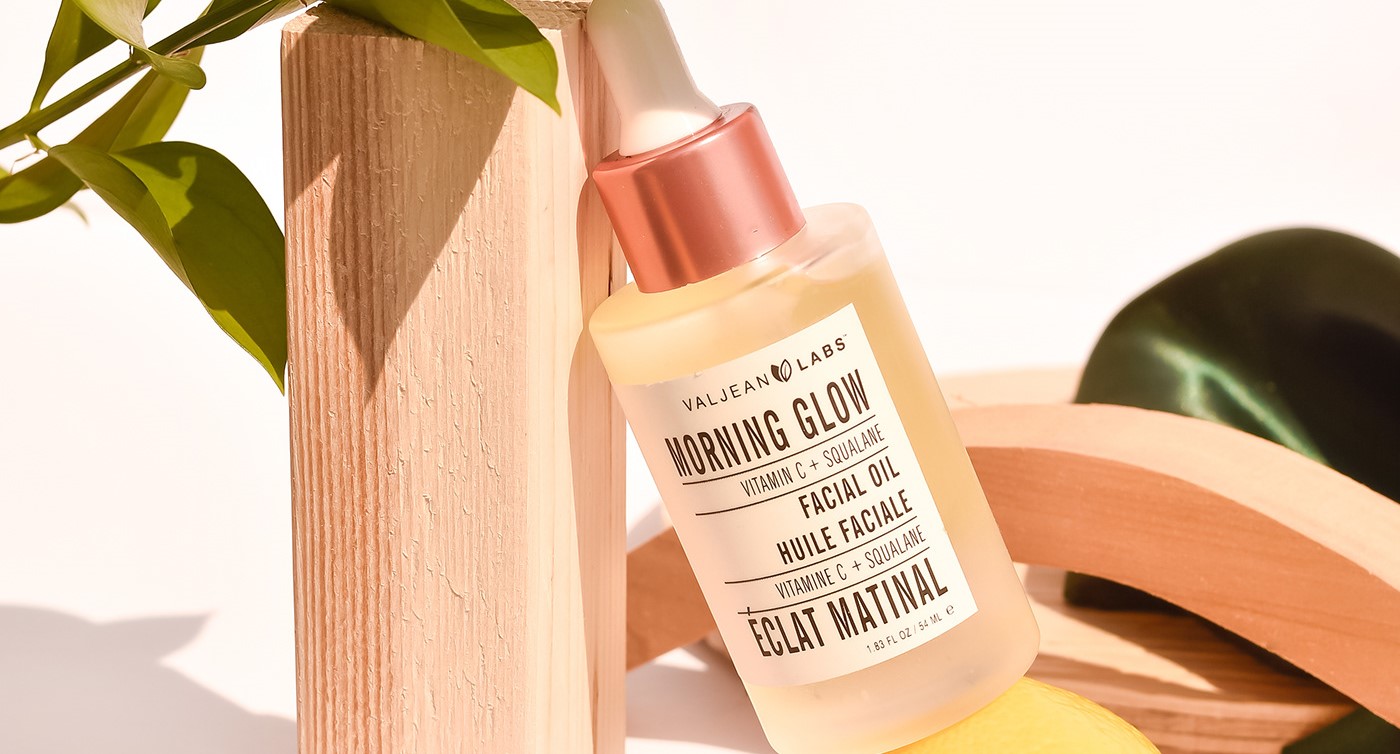 VALJEAN LABS™
MORNING GLOW
VITAMIN C + SQUALANE
FACIAL OIL
HUILE FACIALE
VITAMINE C + SQUALANE
ÉCLAT MATINAL
1.83 FL OZ / 54 ML ℮